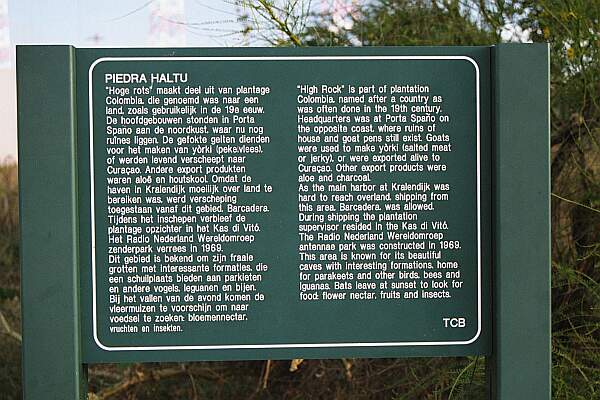 PIEDRA HALTU
"Hoge rots" maakt deel uit van plantage
Colombia, die genoemd was naar een
land, zoals gebruikelijk in de 19e eeuw.
De hoofdgebouwen stonden in Porta
Spaño aan de noordkust, waar nu nog
ruïnes liggen. De gefokte geiten dienden
voor het maken van yòrki (pekelvlees),
of werden levend verscheept naar
Curaçao. Andere export produkten
waren aloë en houtskool. Omdat de
haven in Kralendijk moeilijk over land te
bereiken was, werd verscheping
toegestaan vanaf dit gebied, Barcadera.
Tijdens het inschepen verbleef de
plantage opzichter in het Kas di Vitó.
Het Radio Nederland Wereldomroep
zenderpark verrees in 1969.
Dit gebied is bekend om zijn fraaie
grotten met interessante formaties, die
een schuilplaats bieden aan parkieten
en andere vogels, leguanen en bijen.
Bij het vallen van de avond komen de
vleermuizen te voorschijn om naar
voedsel te zoeken: bloemennectar,
vruchten en insekten.
"High Rock" is part of plantation
Colombia, named after a country as
was often done in the 19th century.
Headquarters was at Porta Spaño on
the opposite coast, where ruins of
house and goat pens still exist. Goats
were used to make yòrki (salted meat
or jerky), or were exported alive to
Curaçao. Other export products were
aloe and charcoal.
As the main harbor at Kralendijk was
hard to reach overland, shipping from
this area, Barcadera, was allowed.
During shipping the plantation
supervisor resided in the Kas di Vitó.
The Radio Nederland Wereldomroep
antennae park was constructed in 1969.
This area is known for its beautiful
caves with interesting formations, home
for parakeets and other birds, bees and
iguanas. Bats leave at sunset to look for
food: flower nectar, fruits and insects.
TCB